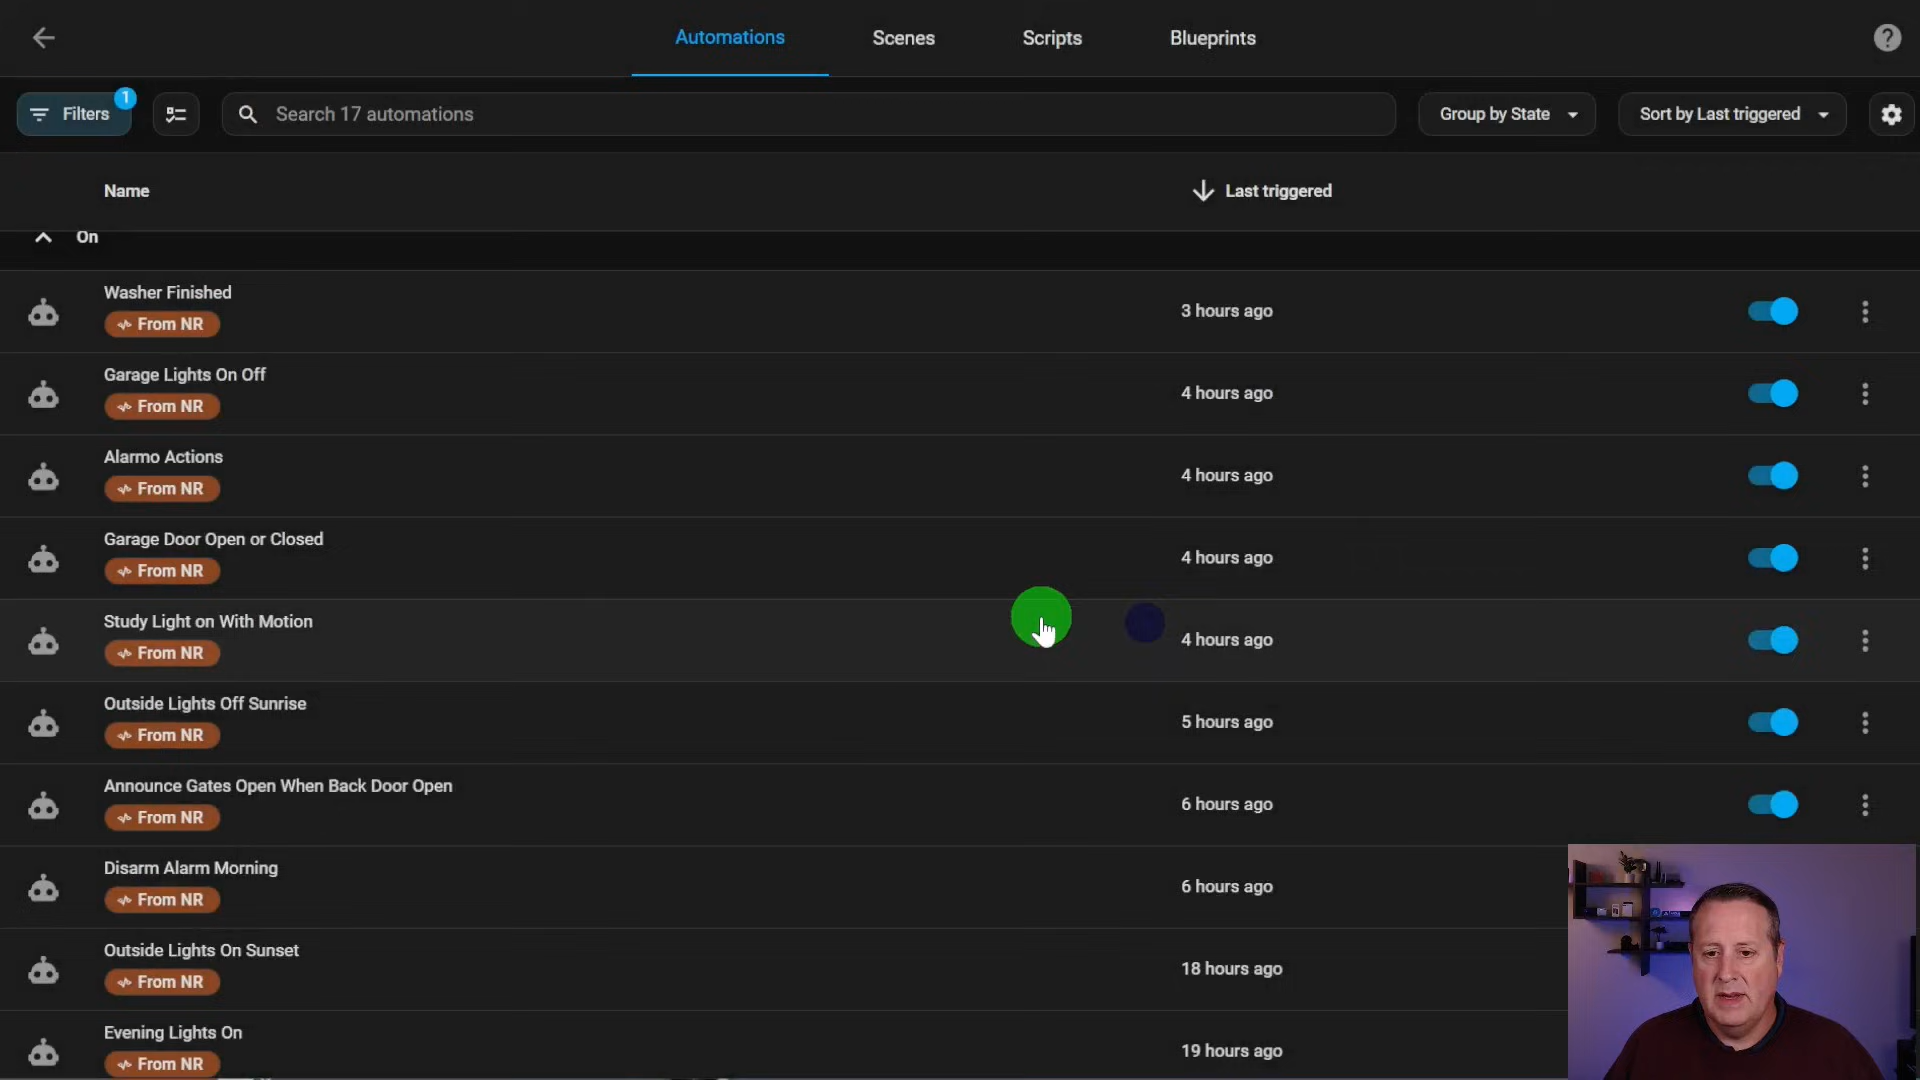 Automations
Scenes
Scripts
Blueprints
?
Filters
1
Search 17 automations
Group by State
Sort by Last triggered
Name
Last triggered
On
Washer Finished
From NR
3 hours ago
Garage Lights On Off
From NR
4 hours ago
Alarmo Actions
From NR
4 hours ago
Garage Door Open or Closed
From NR
4 hours ago
Study Light on With Motion
From NR
4 hours ago
Outside Lights Off Sunrise
From NR
5 hours ago
Announce Gates Open When Back Door Open
From NR
6 hours ago
Disarm Alarm Morning
From NR
6 hours ago
Outside Lights On Sunset
From NR
18 hours ago
Evening Lights On
From NR
19 hours ago